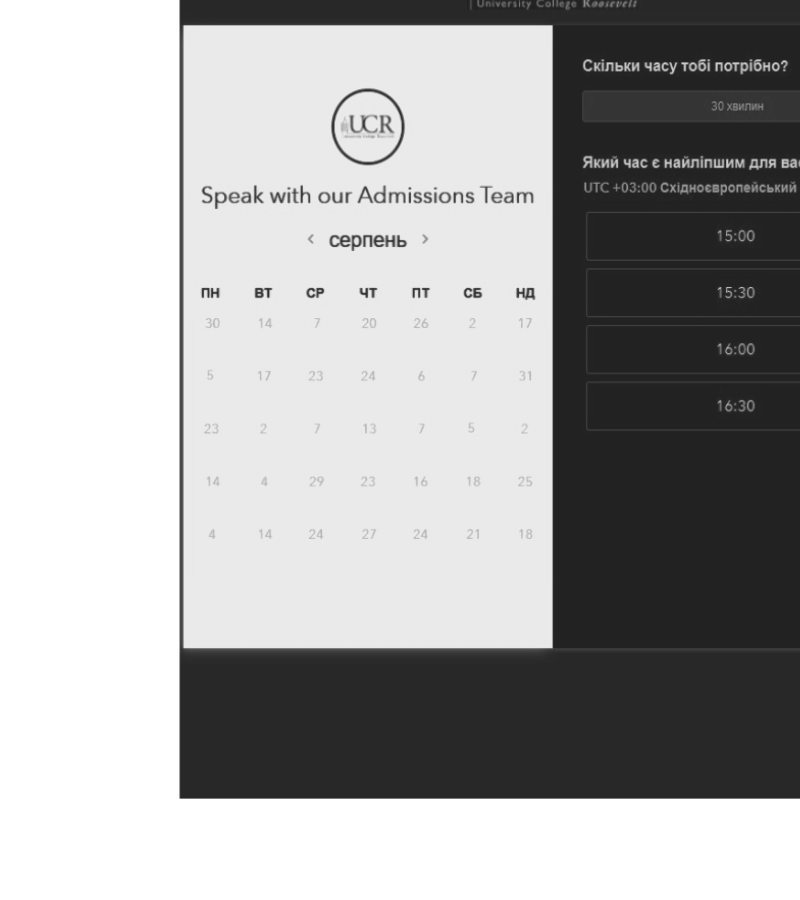 | University College Roosevelt
UCR
Speak with our Admissions Team
‹ серпень ›
ПН ВТ СР ЧТ ПТ СБ НД
30 14 7 20 26 2 17
5 17 23 24 6 7 31
23 2 7 13 7 5 2
14 4 29 23 16 18 25
4 14 24 27 24 21 18
Скільки часу тобі потрібно?
30 хвилин
Який час є найліпшим для вас
UTC +03:00 Східноєвропейський
15:00
15:30
16:00
16:30